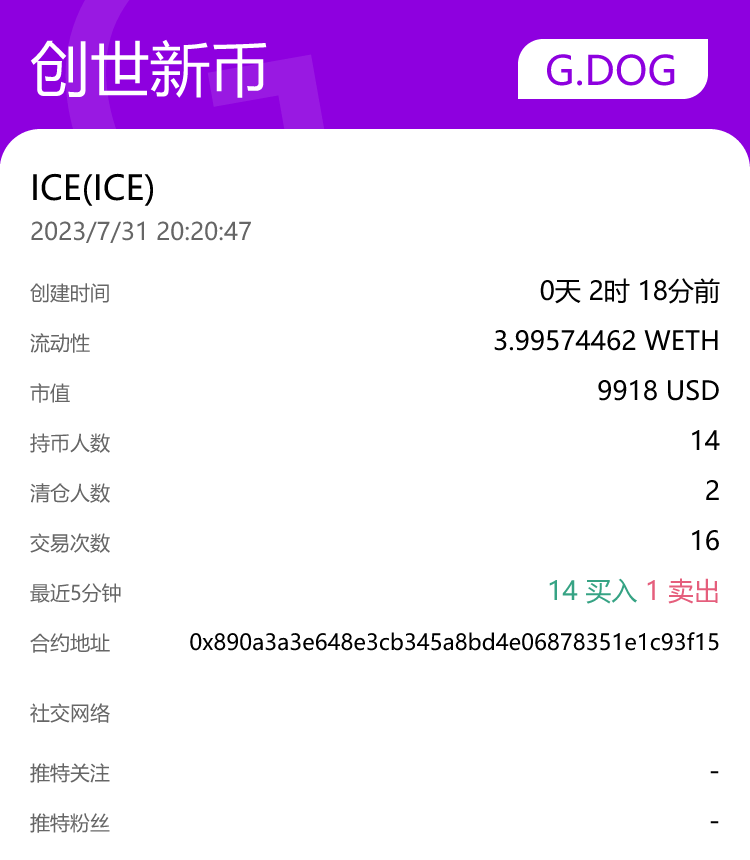 创世新币
G.DOG
ICE(ICE)
2023/7/31 20:20:47
创建时间 0天 2时 18分前
流动性 3.99574462 WETH
市值 9918 USD
持币人数 14
清仓人数 2
交易次数 16
最近5分钟 14 买入 1 卖出
合约地址 0x890a3a3e648e3cb345a8bd4e06878351e1c93f15
社交网络
推特关注 -
推特粉丝 -